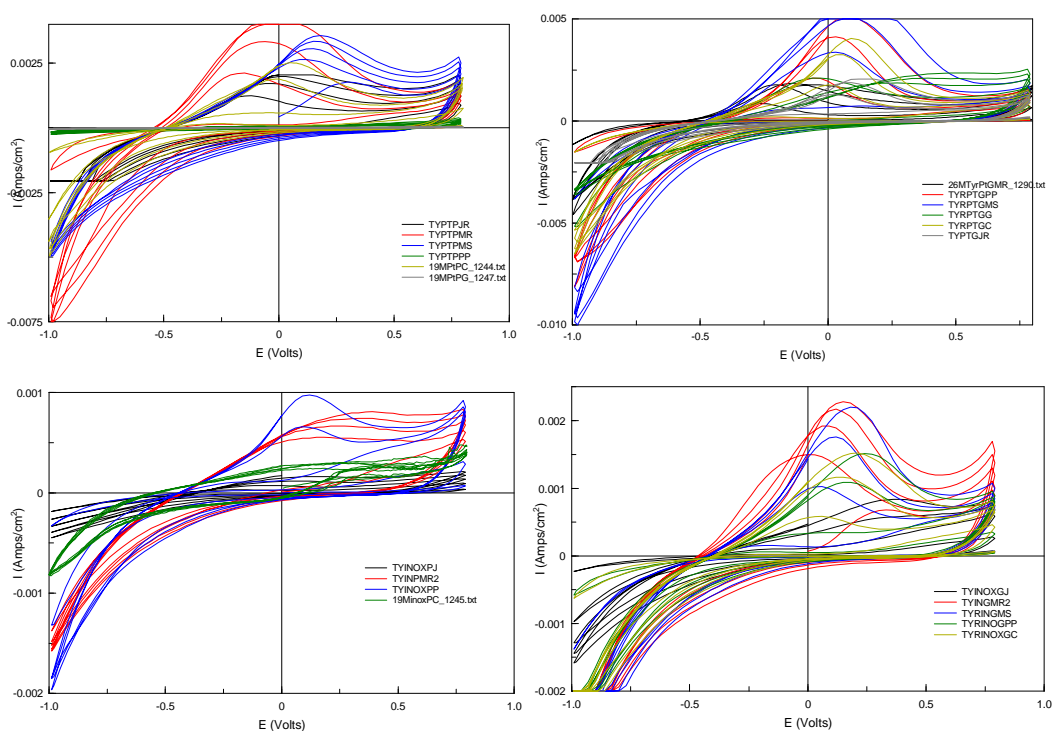 0.0025
-0.0025
-0.0075
I (Amps/cm²)
-1.0 -0.5 0 0.5 1.0
E (Volts)
TYPTPJR
TYPTPMR
TYPTPMS
TYPTPPP
19MPtPC_1244.txt
19MPtPG_1247.txt
0.005
0
-0.005
-0.010
I (Amps/cm²)
-1.0 -0.5 0 0.5
E (Volts)
26MTyrPtGMR_1290.txt
TYRPTGPP
TYRPTGMS
TYRPTGG
TYRPTGC
TYPTGJR
0.001
0
-0.001
-0.002
I (Amps/cm²)
-1.0 -0.5 0 0.5 1.0
E (Volts)
TYINOXPJ
TYINPMR2
TYINOXPP
19MinoxPC_1245.txt
0.002
0.001
0
-0.001
-0.002
I (Amps/cm²)
-1.0 -0.5 0 0.5 1.0
E (Volts)
TYINOXGJ
TYINGMR2
TYRINGMS
TYRINOGPP
TYRINOXGC